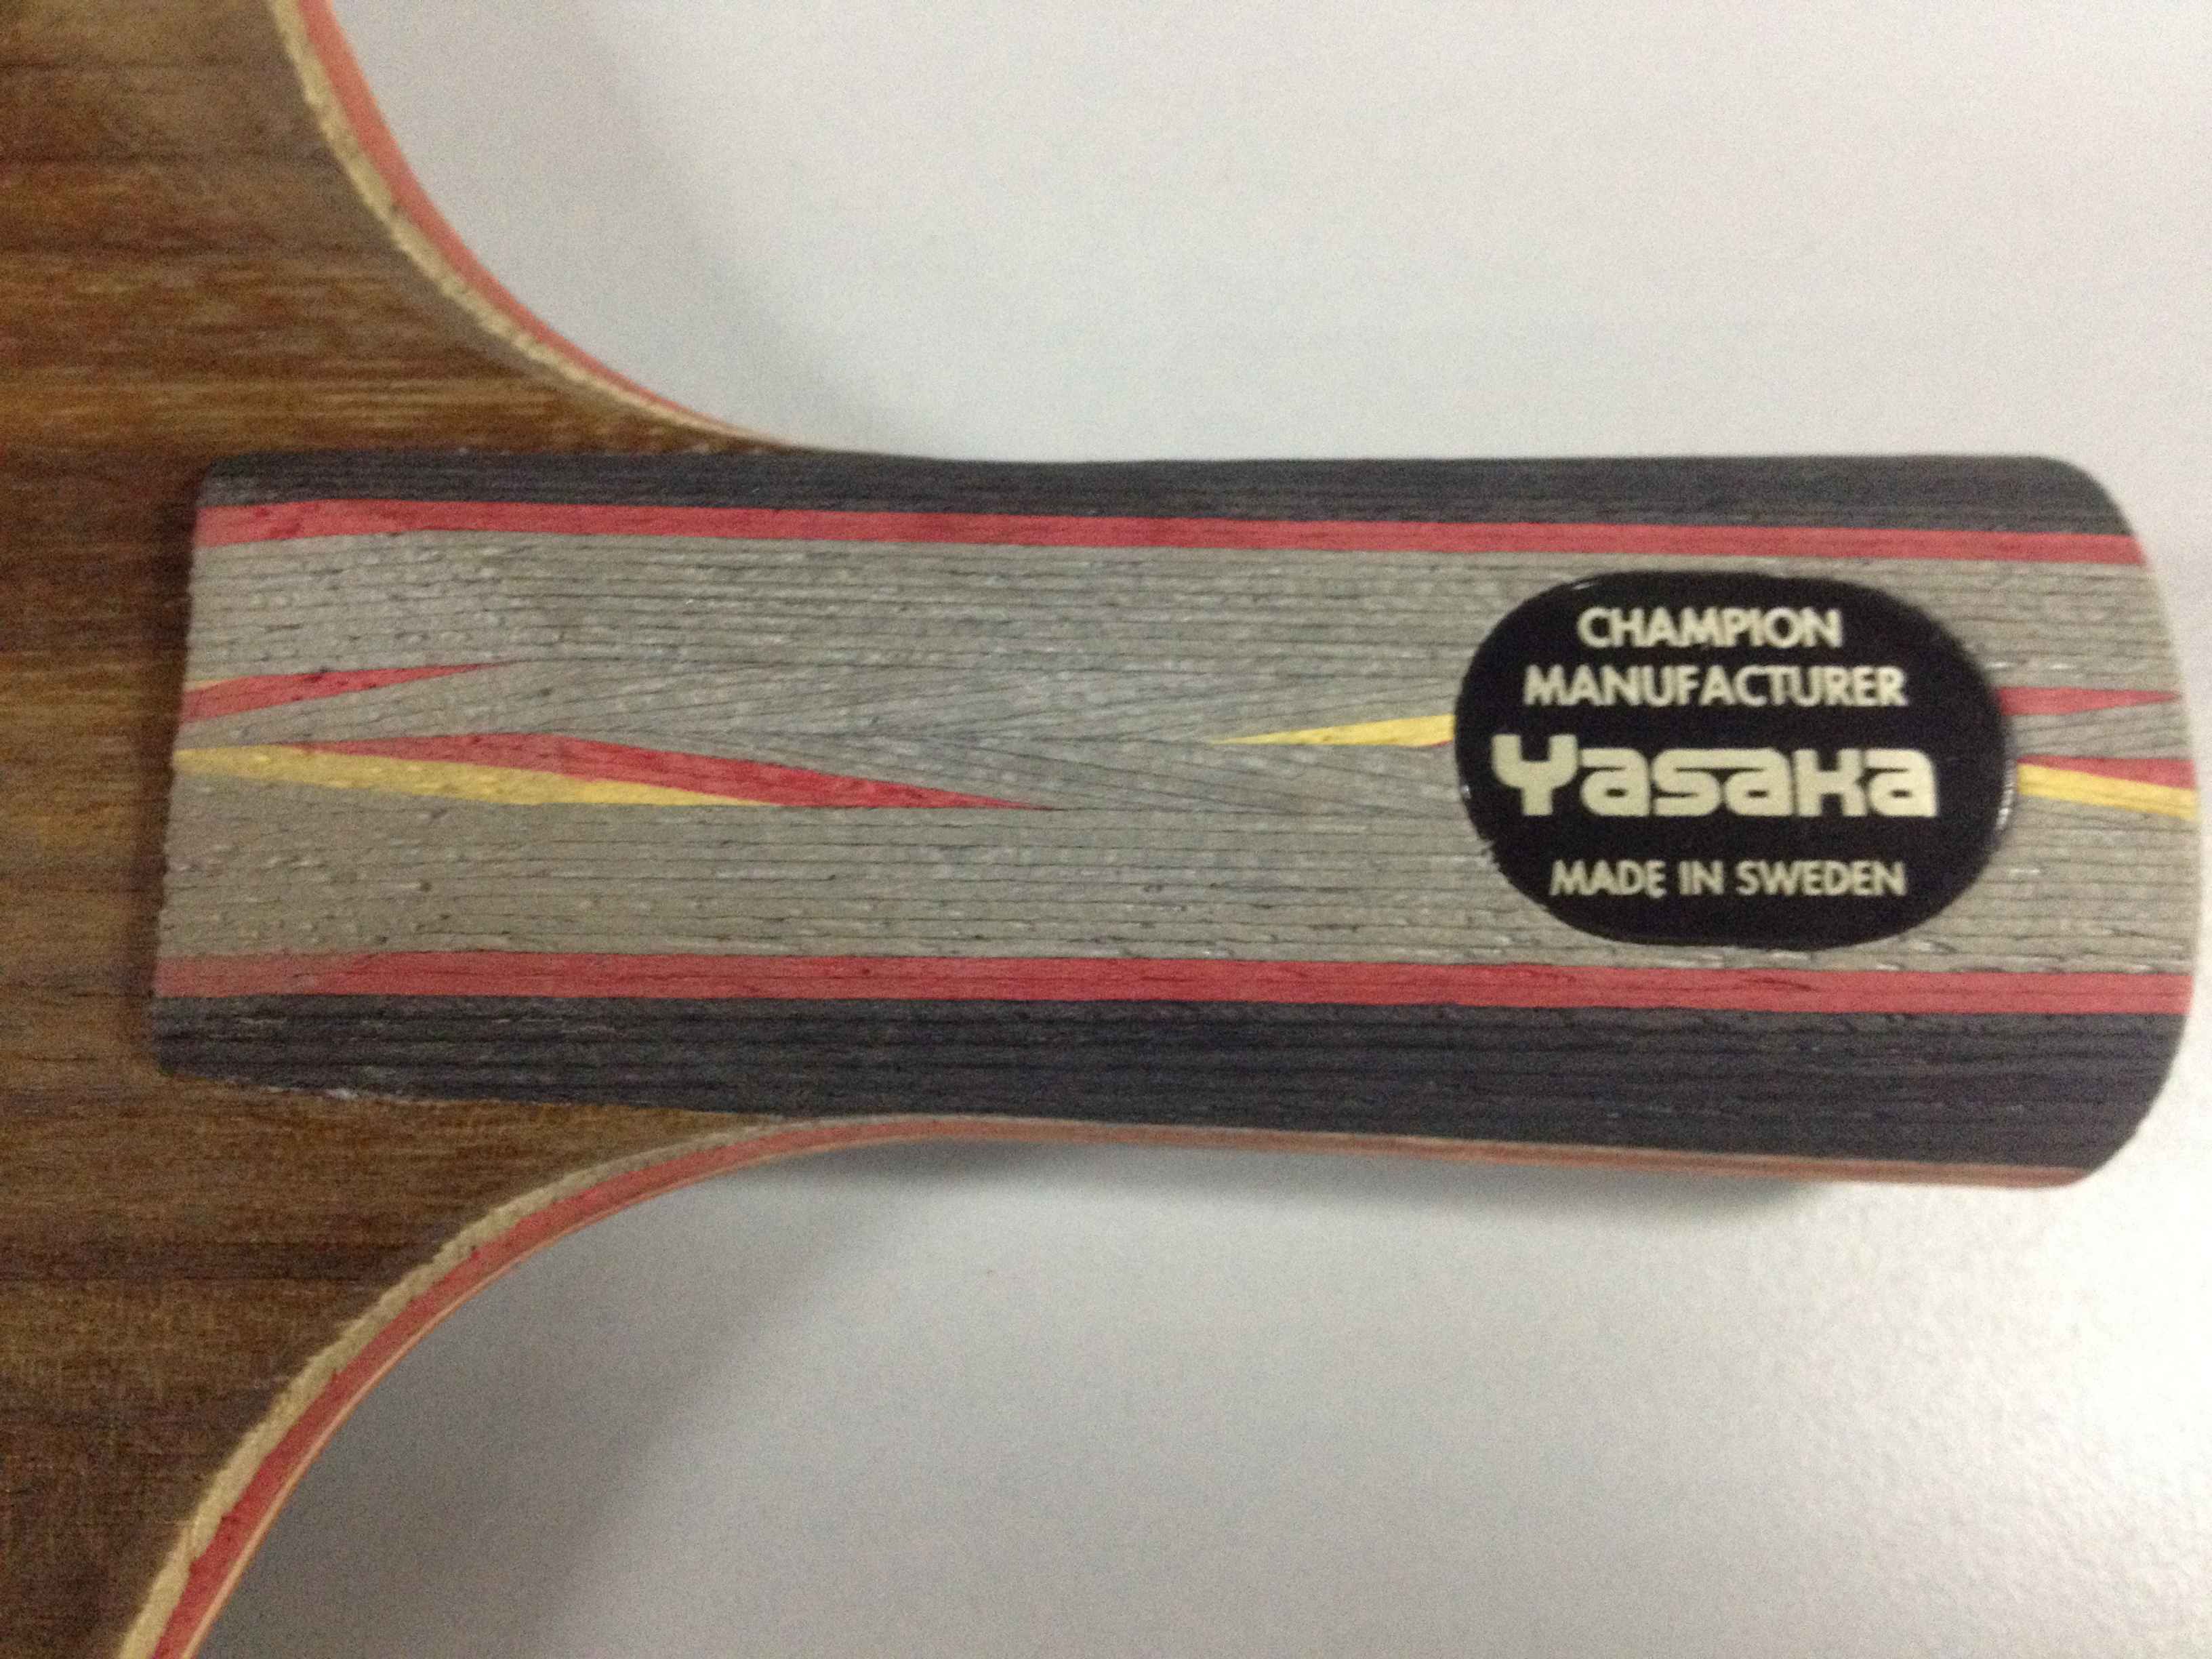 CHAMPION
MANUFACTURER
Yasaka
MADE IN SWEDEN